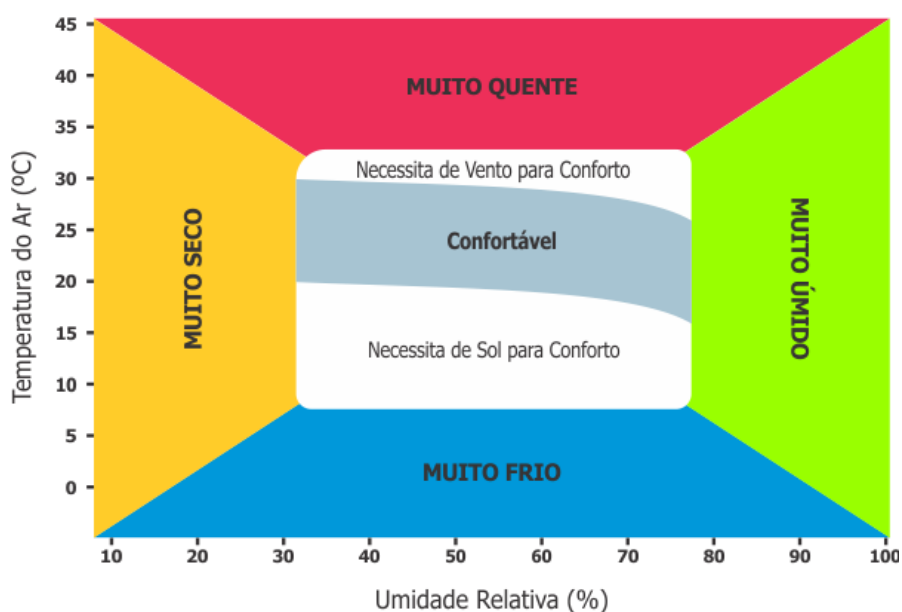 45
40
35
30
25
20
15
10
5
0
Temperatura do Ar (ºC)
MUITO QUENTE
Necessita de Vento para Conforto
MUITO SECO
Confortável
MUITO ÚMIDO
Necessita de Sol para Conforto
MUITO FRIO
10 20 30 40 50 60 70 80 90 100
Umidade Relativa (%)